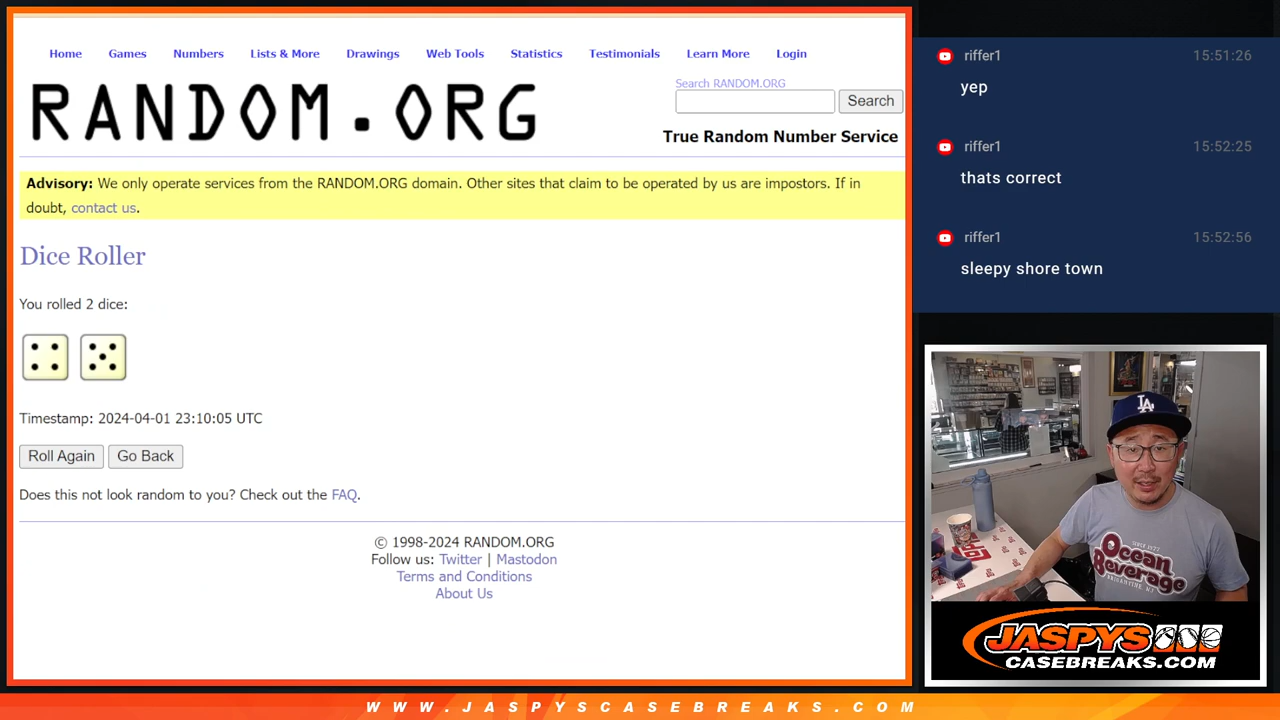 Home Games Numbers Lists & More Drawings Web Tools Statistics Testimonials Learn More Login
RANDOM.ORG
Search RANDOM.ORG
Search
True Random Number Service
Advisory: We only operate services from the RANDOM.ORG domain. Other sites that claim to be operated by us are impostors. If in
doubt, contact us.
Dice Roller
You rolled 2 dice:
Timestamp: 2024-04-01 23:10:05 UTC
Roll Again Go Back
Does this not look random to you? Check out the FAQ.
© 1998-2024 RANDOM.ORG
Follow us: Twitter | Mastodon
Terms and Conditions
About Us
riffer1 15:51:26
yep
riffer1 15:52:25
thats correct
riffer1 15:52:56
sleepy shore town
LA
Ocean
Beverage
BRIGANTINE, NJ
JASPYS
CASEBREAKS.COM
WWW.JASPYSCASEBREAKS.COM